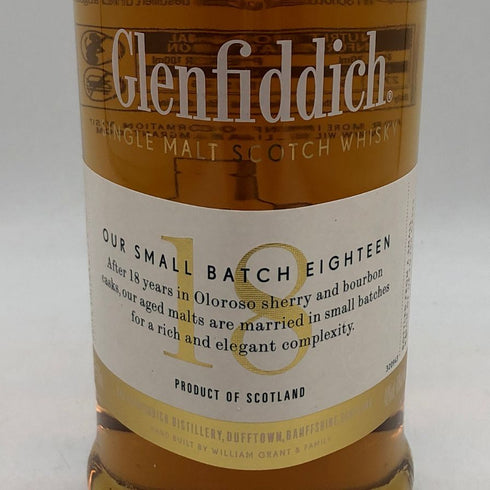 Glenfiddich®
SINGLE MALT SCOTCH WHISKY
18
OUR SMALL BATCH EIGHTEEN
After 18 years in Oloroso sherry and bourbon
casks, our aged malts are married in small batches
for a rich and elegant complexity.
PRODUCT OF SCOTLAND
DISTILLERY, DUFFTOWN, BANFFSHIRE,
HAND BUILT BY WILLIAM GRANT & FAMILY